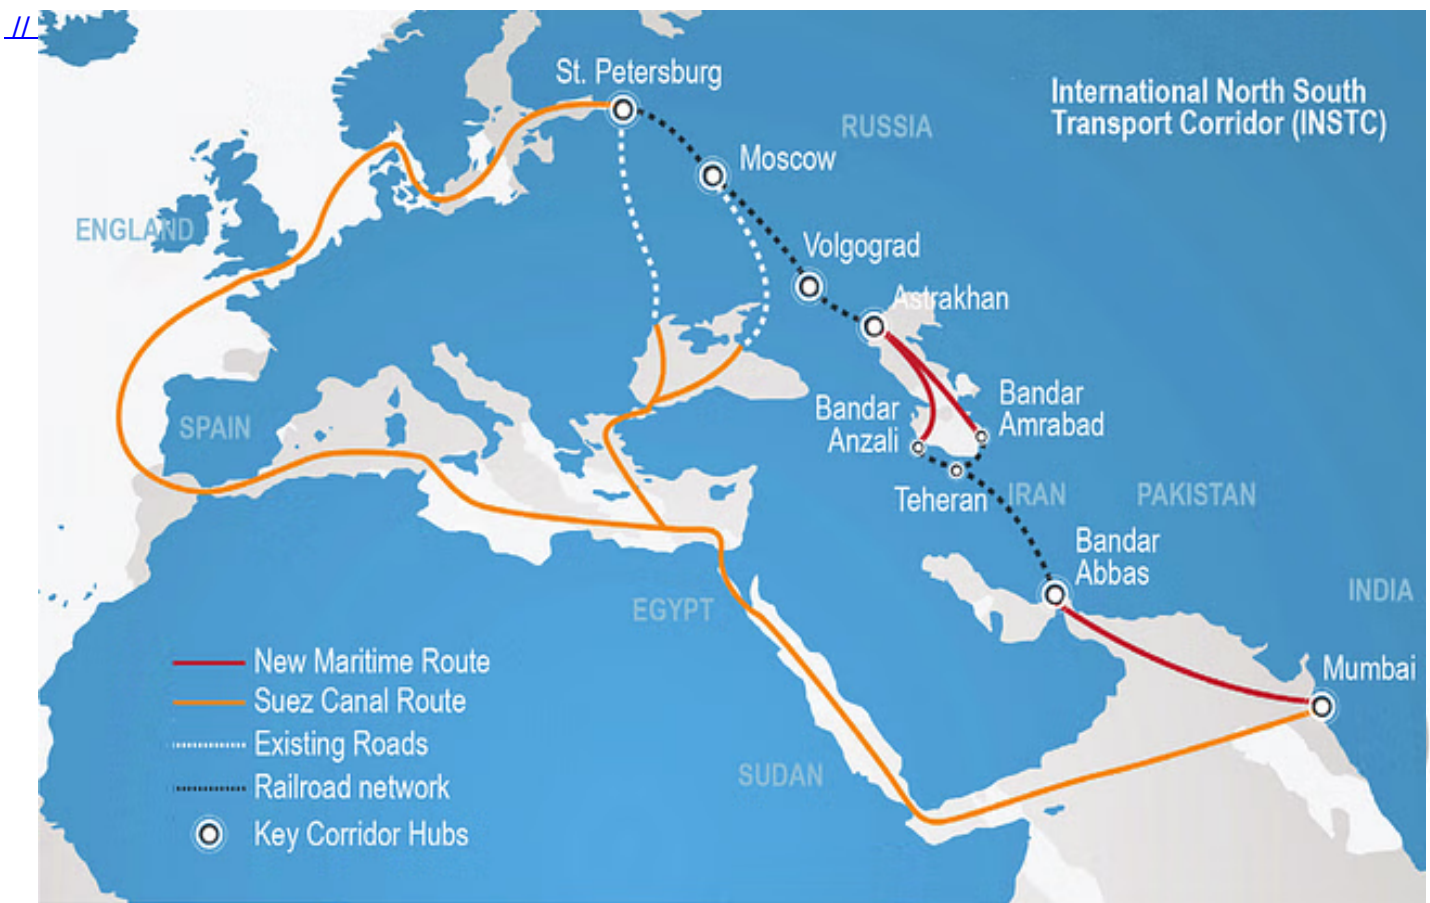 //
St. Petersburg
International North South
Transport Corridor (INSTC)
RUSSIA
Moscow
ENGLAND
Volgograd
Astrakhan
Bandar
Amrabad
Bandar
Anzali
SPAIN
Teheran
IRAN
PAKISTAN
Bandar
Abbas
INDIA
EGYPT
Mumbai
New Maritime Route
Suez Canal Route
Existing Roads
SUDAN
Railroad network
Key Corridor Hubs